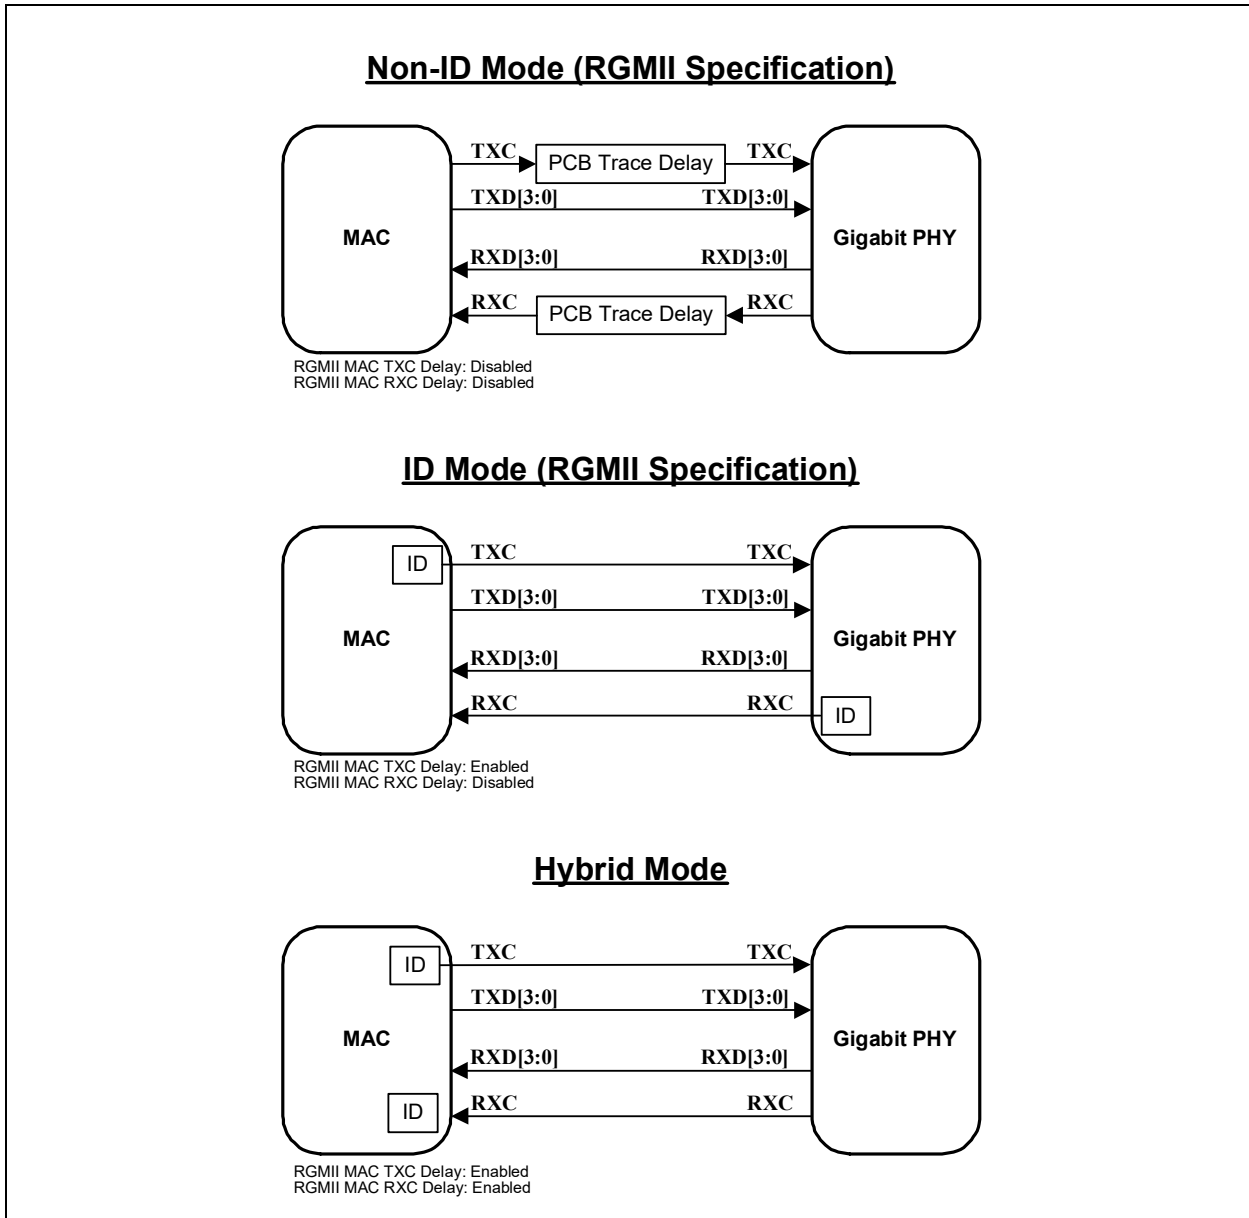 Non-ID Mode (RGMII Specification)
TXC PCB Trace Delay TXC
TXD[3:0] TXD[3:0]
MAC Gigabit PHY
RXD[3:0] RXD[3:0]
RXC PCB Trace Delay RXC
RGMII MAC TXC Delay: Disabled
RGMII MAC RXC Delay: Disabled
ID Mode (RGMII Specification)
ID TXC TXC
TXD[3:0] TXD[3:0]
MAC Gigabit PHY
RXD[3:0] RXD[3:0]
RXC RXC ID
RGMII MAC TXC Delay: Enabled
RGMII MAC RXC Delay: Disabled
Hybrid Mode
ID TXC TXC
TXD[3:0] TXD[3:0]
MAC Gigabit PHY
RXD[3:0] RXD[3:0]
ID RXC RXC
RGMII MAC TXC Delay: Enabled
RGMII MAC RXC Delay: Enabled